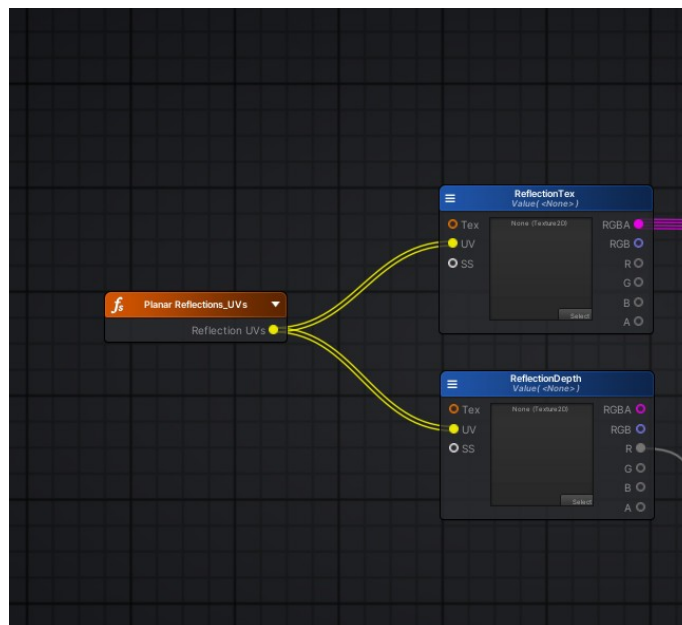 ReflectionTex
Value( <None> )
Tex
None (Texture2D)
RGBA
UV
RGB
SS
R
G
B
Select
A
fs
Planar Reflections_UVs
Reflection UVs
ReflectionDepth
Value( <None> )
Tex
None (Texture2D)
RGBA
UV
RGB
SS
R
G
B
Select
A